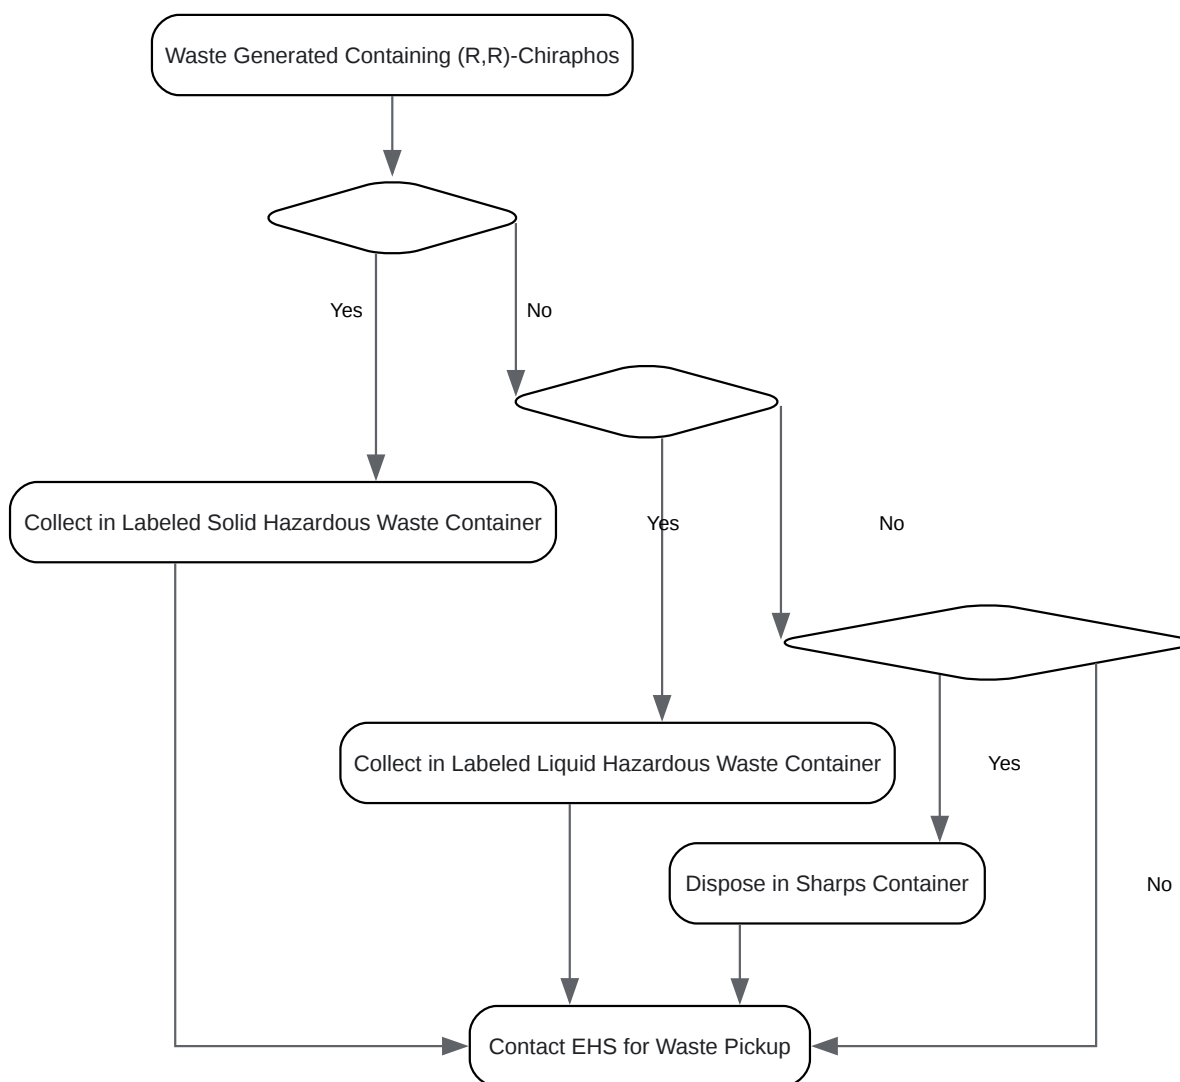 Waste Generated Containing (R,R)-Chiraphos
Yes
No
Collect in Labeled Solid Hazardous Waste Container
Yes
No
Collect in Labeled Liquid Hazardous Waste Container
Yes
Dispose in Sharps Container
No
Contact EHS for Waste Pickup